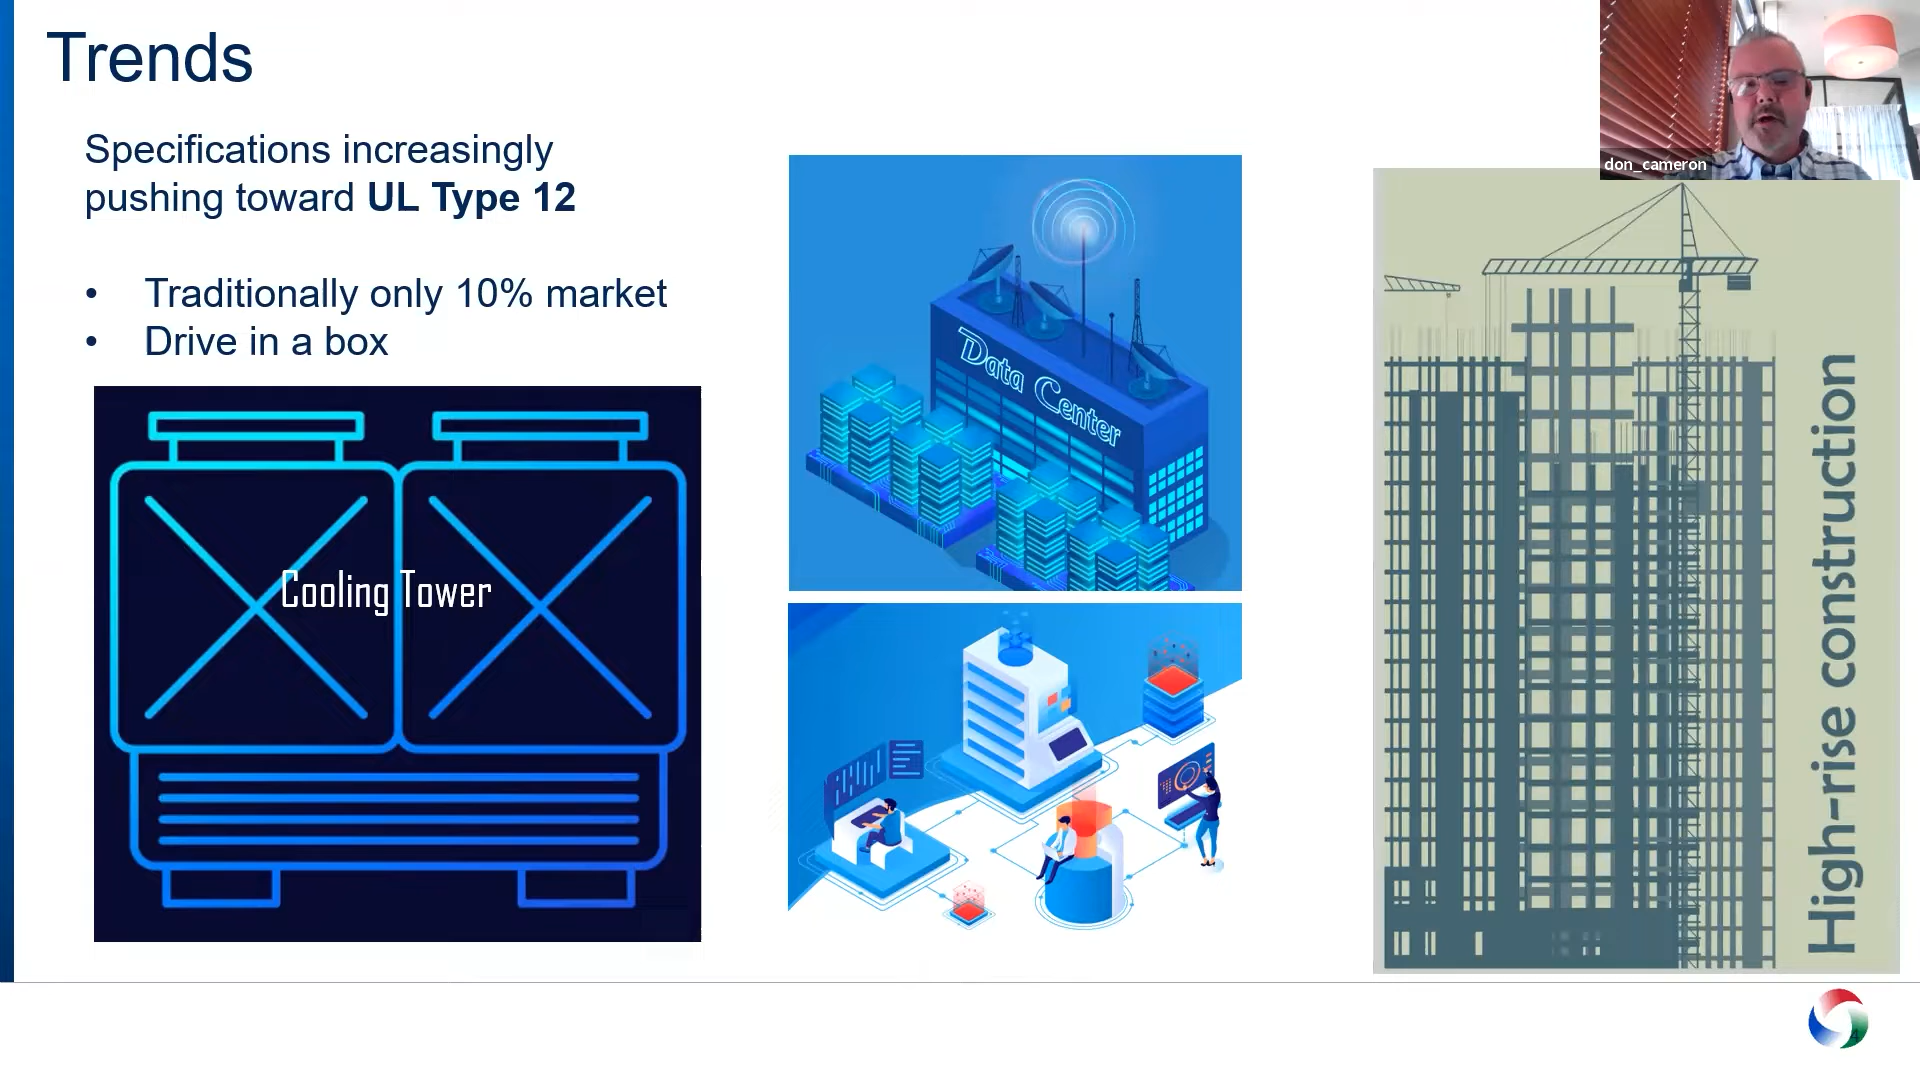 Trends
Specifications increasingly
pushing toward UL Type 12
• Traditionally only 10% market
• Drive in a box
Cooling Tower
Data Center
High-rise construction
don_cameron
4